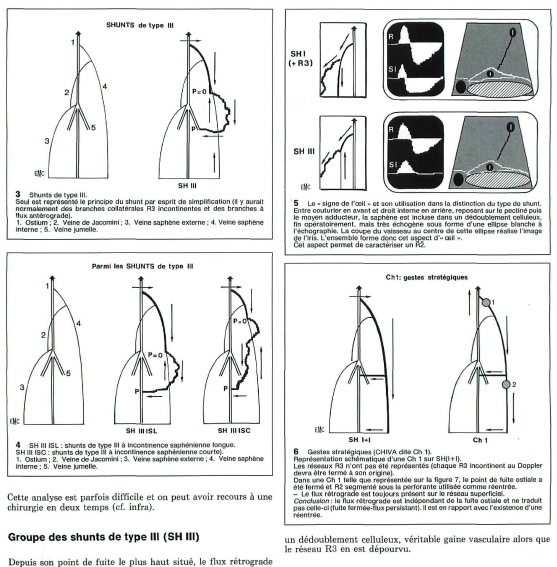 SHUNTS de type III
1
2
3
4
5
P=0
P
EMC
SH III
3 Shunts de type III.
Seul est représenté le principe du shunt par esprit de simplification (il y aurait
normalement des branches collatérales R3 incontinentes et des branches à
flux antérograde).
1. Ostium ; 2. Veine de Jacomini ; 3. Veine saphène externe ; 4. Veine saphène
interne ; 5. Veine jumelle.
Parmi les SHUNTS de type III
1
2
3
4
5
P=0
P
P=0
P
EMC
SH III ISL
SH III ISC
4 SH III ISL : shunts de type III à incontinence saphénienne longue.
SH III ISC : shunts de type III à incontinence saphénienne courte).
1. Ostium ; 2. Veine de Jacomini ; 3. Veine saphène externe ; 4. Veine saphène
interne ; 5. Veine jumelle.
Cette analyse est parfois difficile et on peut avoir recours à une
chirurgie en deux temps (cf. infra).
Groupe des shunts de type III (SH III)
Depuis son point de fuite le plus haut situé, le flux rétrograde
SH I
(+ R3)
R
S I
SH III
R
S I
EMC
5 Le « signe de l'œil » et son utilisation dans la distinction du type de shunt.
Entre couturier en avant et droit interne en arrière, reposant sur le pectiné puis
le moyen adducteur, la saphène est incluse dans un dédoublement celluleux,
fin opératoirement, mais très échogène sous forme d'une ellipse blanche à
l'échographie. La coupe du vaisseau au centre de cette ellipse réalise l'image
de l'iris. L'ensemble forme donc cet aspect d'« œil ».
Cet aspect permet de caractériser un R2.
Ch1: gestes stratégiques
1
2
EMC
SH I+I
Ch 1
6 Gestes stratégiques (CHIVA dite Ch 1).
Représentation schématique d'une Ch 1 sur SH(I+I).
Les réseaux R3 n'ont pas été représentés (chaque R3 incontinent au Doppler
devra être fermé à son origine).
Dans une Ch 1 telle que représentée sur la figure 7, le point de fuite ostiale a
été fermé et R2 segmenté sous la perforante utilisée comme réentrée.
– Le flux rétrograde est toujours présent sur le réseau superficiel.
Conclusion : le flux rétrograde est indépendant de la fuite ostiale et ne traduit
pas celle-ci (fuite fermée-flux persistant). Il est en rapport avec l'existence d'une
réentrée.
un dédoublement celluleux, véritable gaine vasculaire alors que
le réseau R3 en est dépourvu.